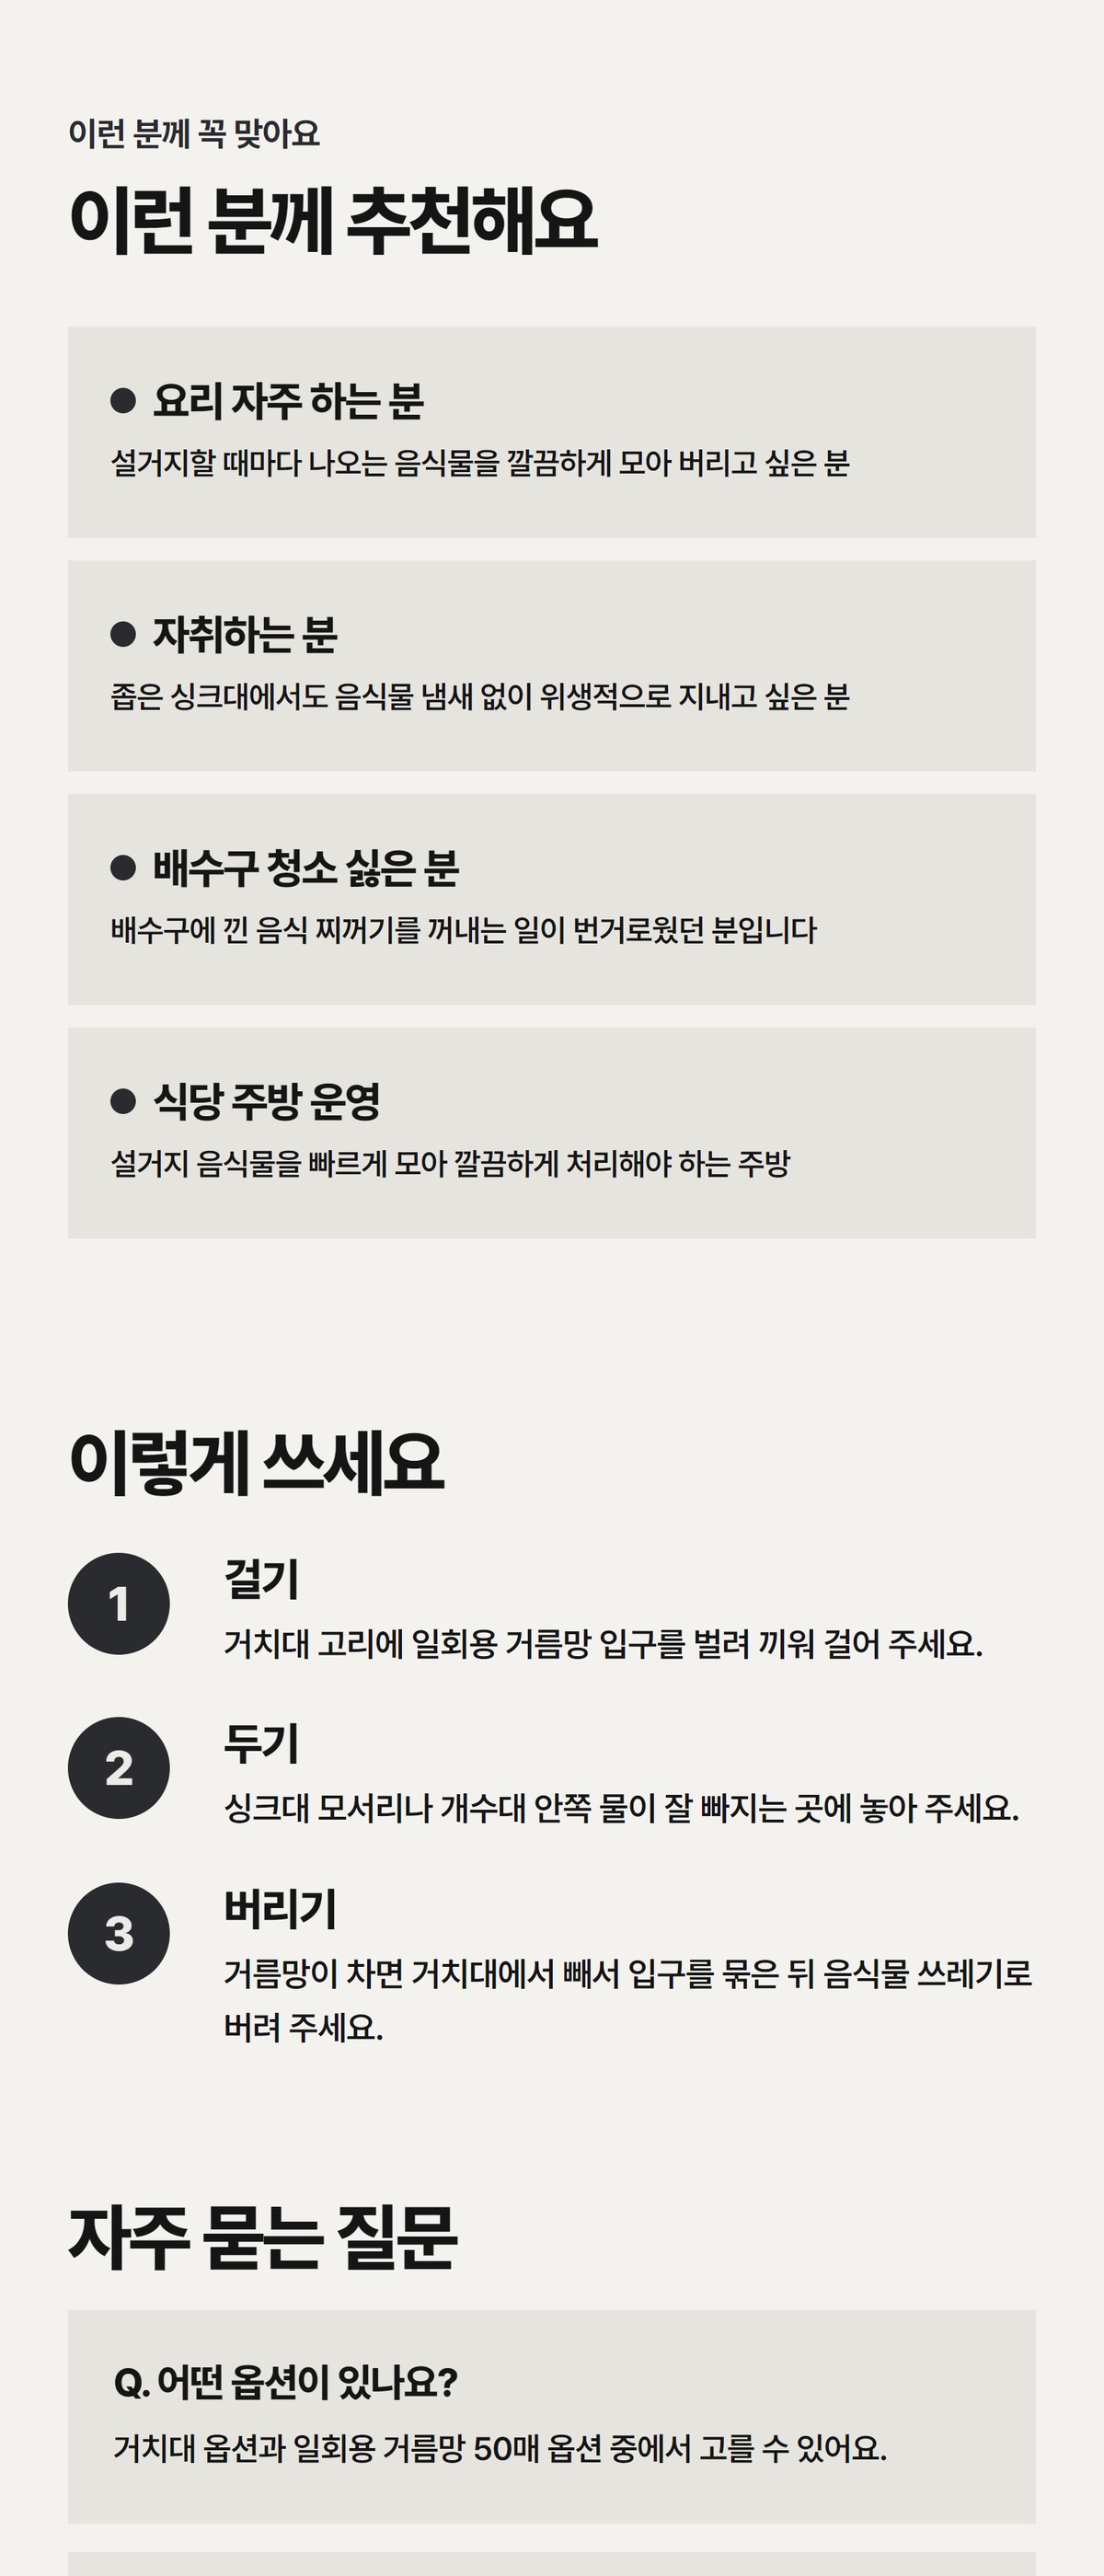 이런 분께 꼭 맞아요
이런 분께 추천해요
요리 자주 하는 분
설거지할 때마다 나오는 음식물을 깔끔하게 모아 버리고 싶은 분
자취하는 분
좁은 싱크대에서도 음식물 냄새 없이 위생적으로 지내고 싶은 분
배수구 청소 싫은 분
배수구에 낀 음식 찌꺼기를 꺼내는 일이 번거로웠던 분입니다
식당 주방 운영
설거지 음식물을 빠르게 모아 깔끔하게 처리해야 하는 주방
이렇게 쓰세요
1
걸기
거치대 고리에 일회용 거름망 입구를 벌려 끼워 걸어 주세요.
2
두기
싱크대 모서리나 개수대 안쪽 물이 잘 빠지는 곳에 놓아 주세요.
3
버리기
거름망이 차면 거치대에서 빼서 입구를 묶은 뒤 음식물 쓰레기로
버려 주세요.
자주 묻는 질문
Q. 어떤 옵션이 있나요?
거치대 옵션과 일회용 거름망 50매 옵션 중에서 고를 수 있어요.